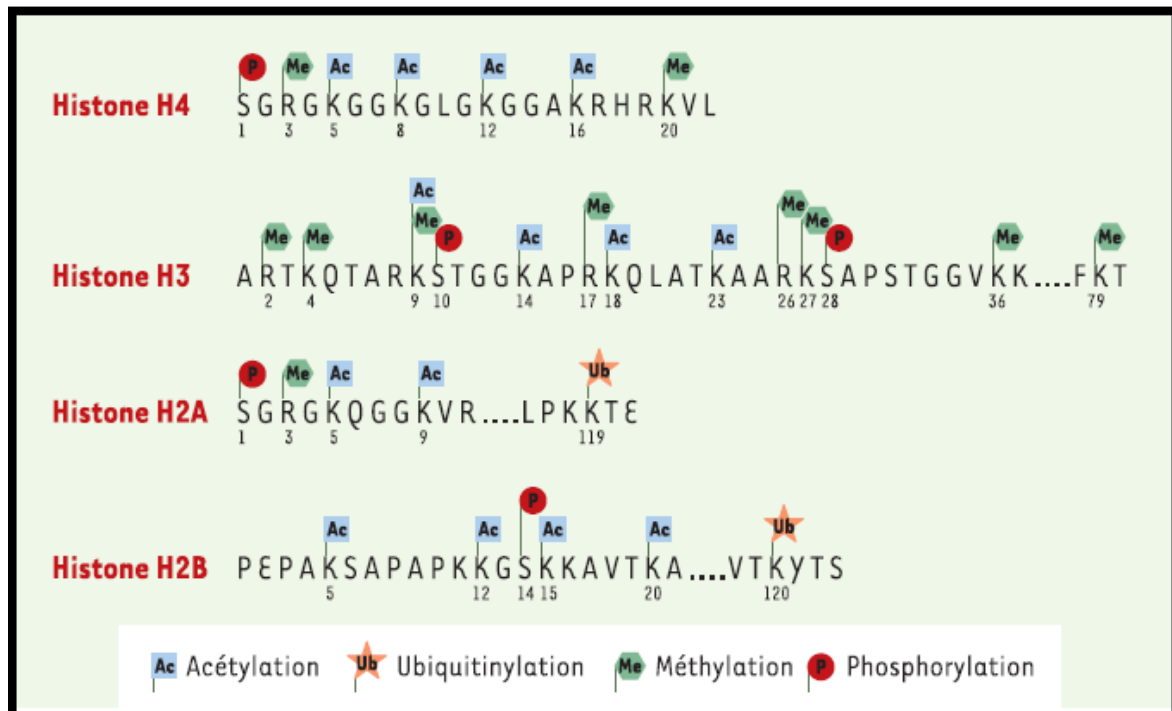 P Me Ac Ac Ac Ac Me
Histone H4 SGRGKGGKGLGKGGAKRHRKVL
1 3 5 8 12 16 20
Ac
Me Me Me P Ac Me Ac Ac Me Me P Me Me
Histone H3 ARTKQTARKSTGGKAPRKQLATKAARKSAPSTGGVKK....FKT
2 4 9 10 14 17 18 23 26 27 28 36 79
P Me Ac Ac Ub
Histone H2A SGRGKQGGKVR....LPKKTE
1 3 5 9 119
Ac Ac P Ac Ac Ub
Histone H2B PEPAKSAPAPKKGSKKAVTKA....VTKYTS
5 12 14 15 20 120
Ac Acétylation Ub Ubiquitinylation Me Méthylation P Phosphorylation